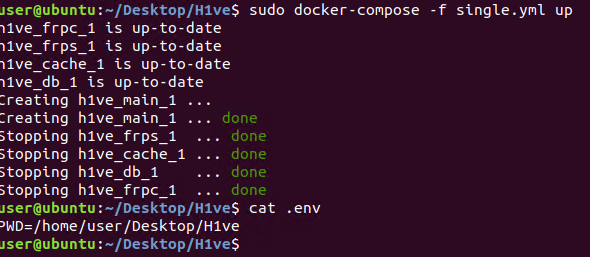 user@ubuntu:~/Desktop/H1ve$ sudo docker-compose -f single.yml up
h1ve_frpc_1 is up-to-date
h1ve_frps_1 is up-to-date
h1ve_cache_1 is up-to-date
h1ve_db_1 is up-to-date
Creating h1ve_main_1 ...
Creating h1ve_main_1 ... done
Stopping h1ve_frps_1  ... done
Stopping h1ve_cache_1 ... done
Stopping h1ve_db_1    ... done
Stopping h1ve_frpc_1  ... done
user@ubuntu:~/Desktop/H1ve$ cat .env
PWD=/home/user/Desktop/H1ve
user@ubuntu:~/Desktop/H1ve$